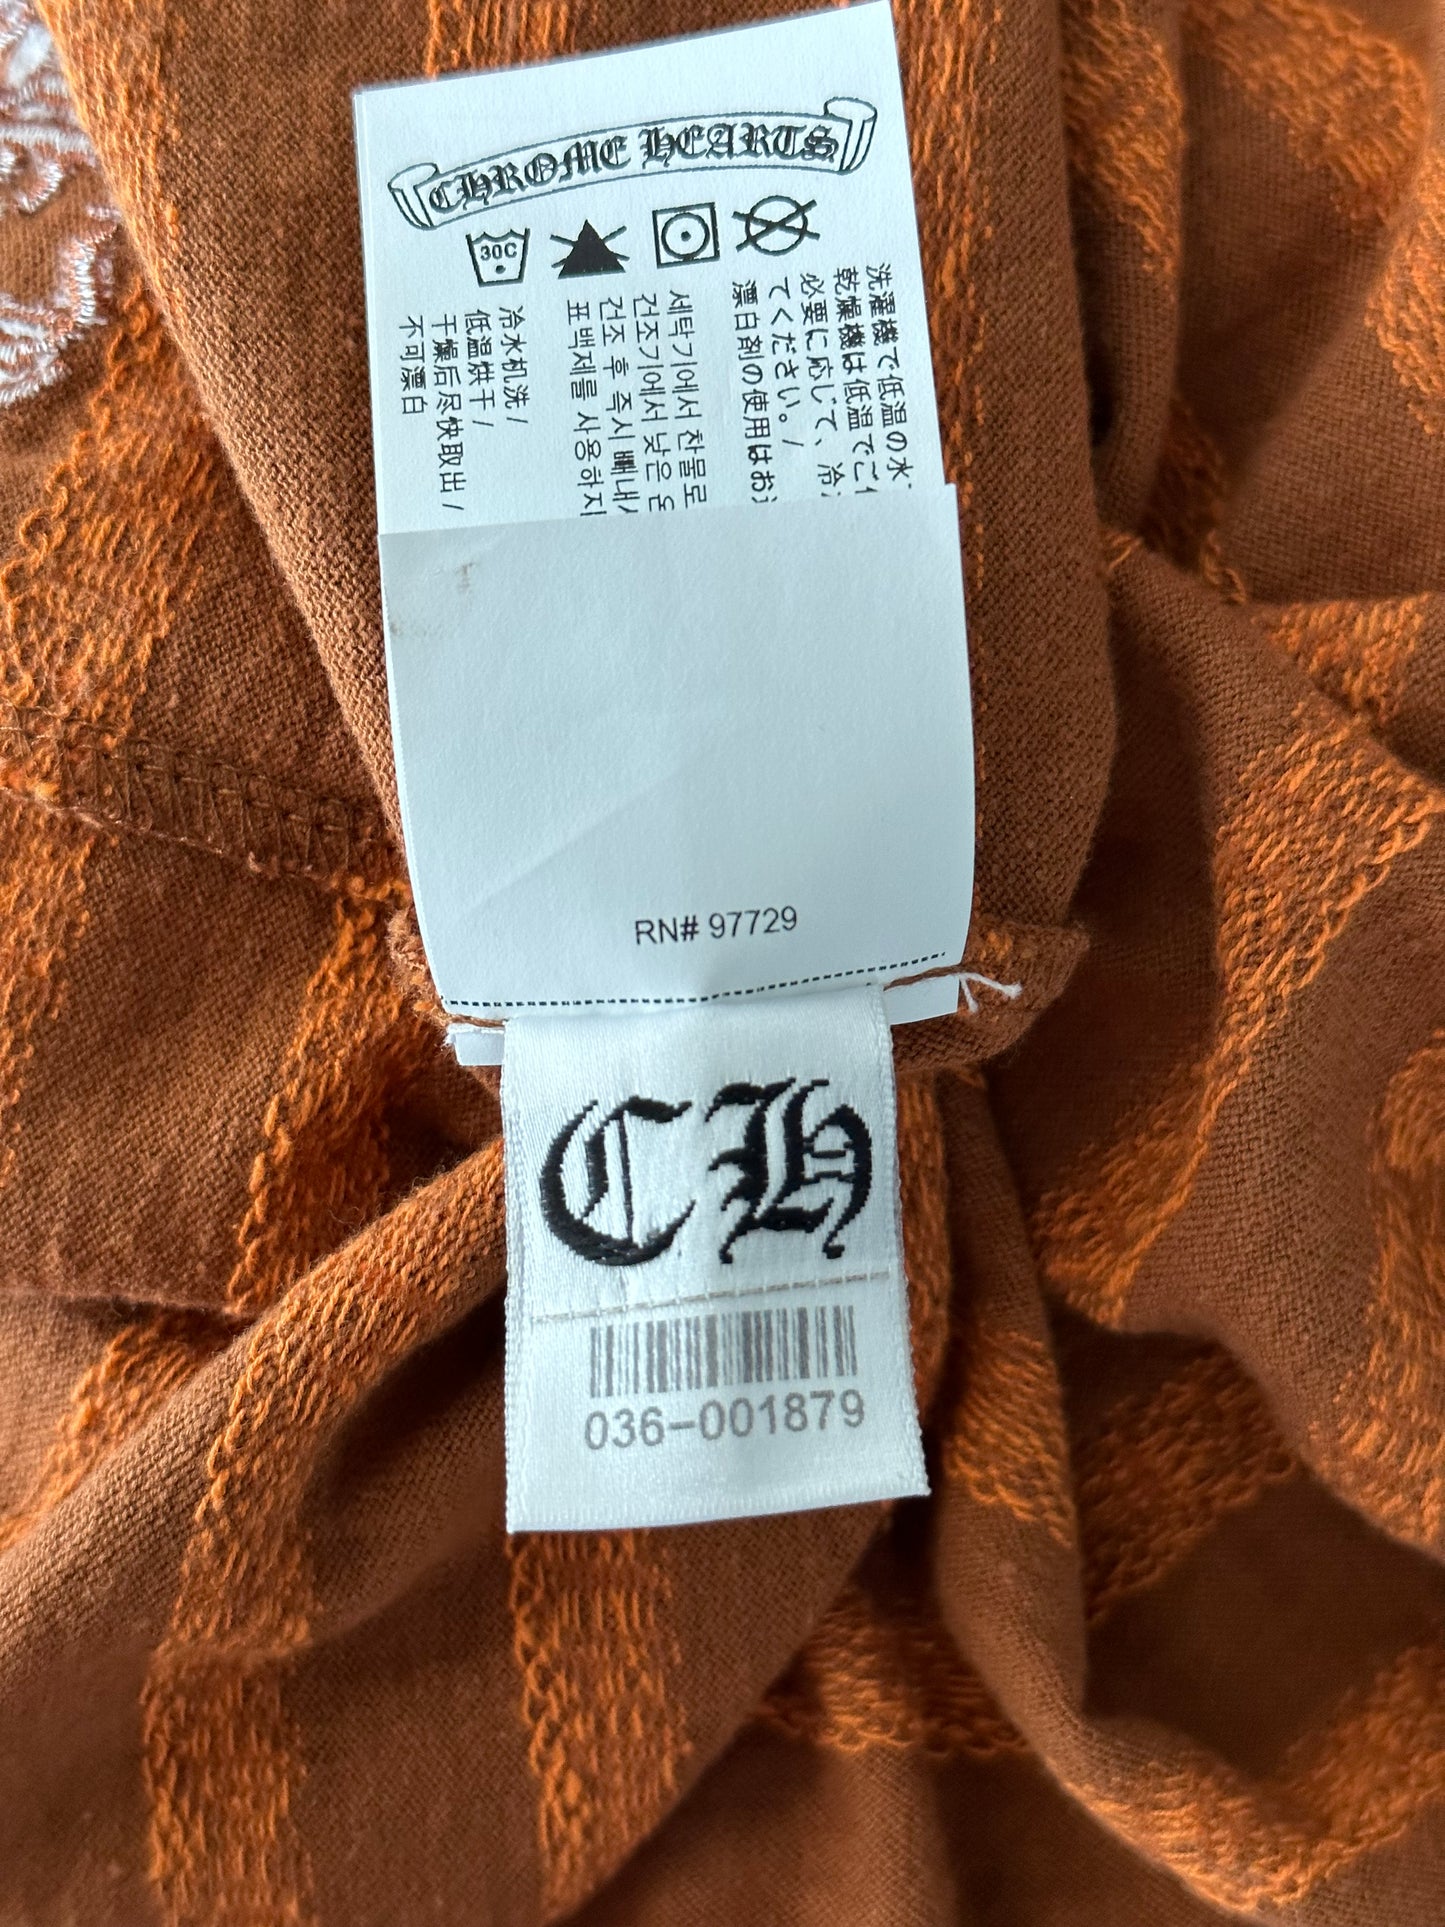 CHROME HEARTS
30C
洗濯機で低温の水
乾燥機は低温でご
必要に応じて、冷
てください。/
漂白剤の使用はお
세탁기에서 찬물로
건조기에서 낮은 온
건조 후 즉시 빼내
표백제를 사용하지
冷水机洗 /
低温烘干 /
干燥后尽快取出 /
不可漂白
RN# 97729
CH
036-001879